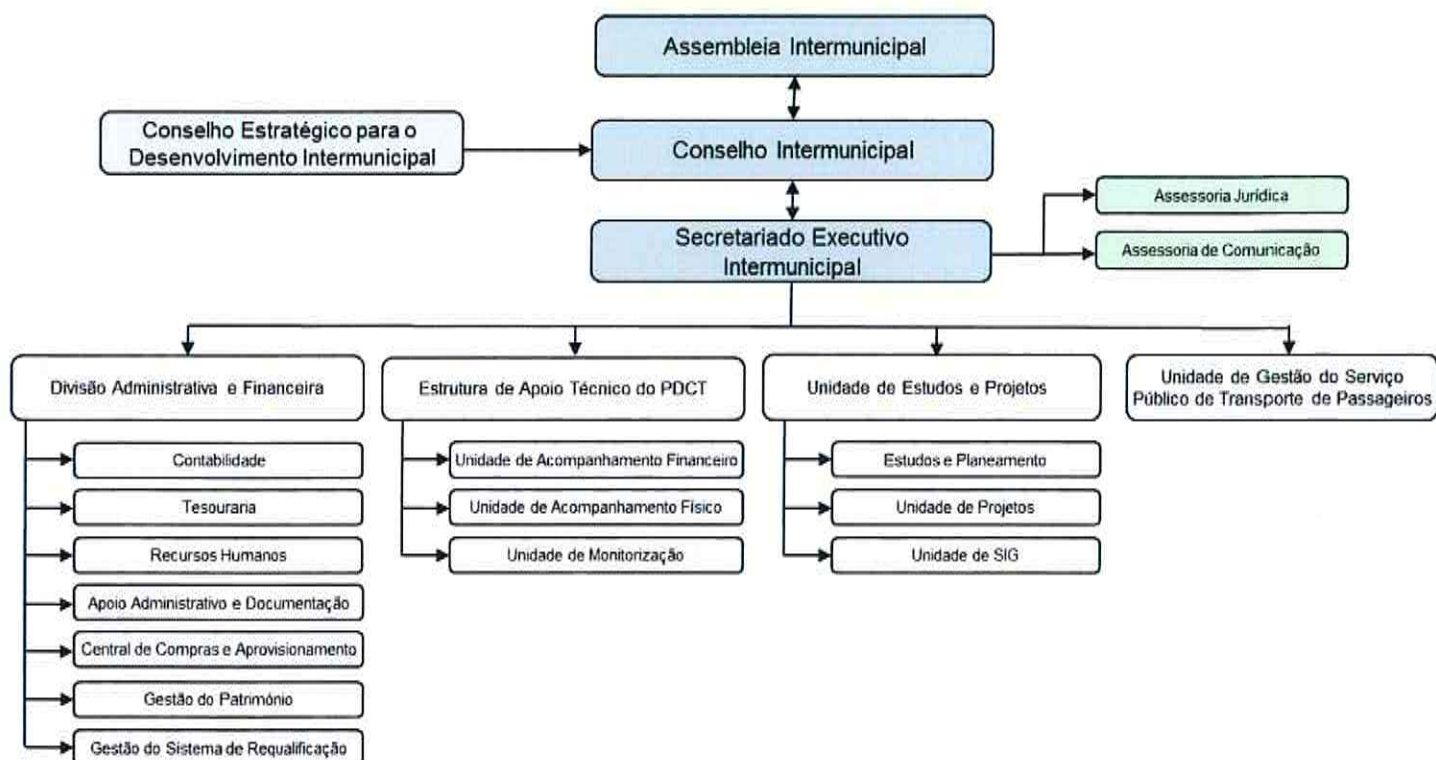 Assembleia Intermunicipal
Conselho Estratégico para o
Desenvolvimento Intermunicipal
Conselho Intermunicipal
Secretariado Executivo
Intermunicipal
Assessoria Jurídica
Assessoria de Comunicação
Divisão Administrativa e Financeira
Contabilidade
Tesouraria
Recursos Humanos
Apoio Administrativo e Documentação
Central de Compras e Aprovisionamento
Gestão do Património
Gestão do Sistema de Requalificação
Estrutura de Apoio Técnico do PDCT
Unidade de Acompanhamento Financeiro
Unidade de Acompanhamento Físico
Unidade de Monitorização
Unidade de Estudos e Projetos
Estudos e Planeamento
Unidade de Projetos
Unidade de SIG
Unidade de Gestão do Serviço
Público de Transporte de Passageiros